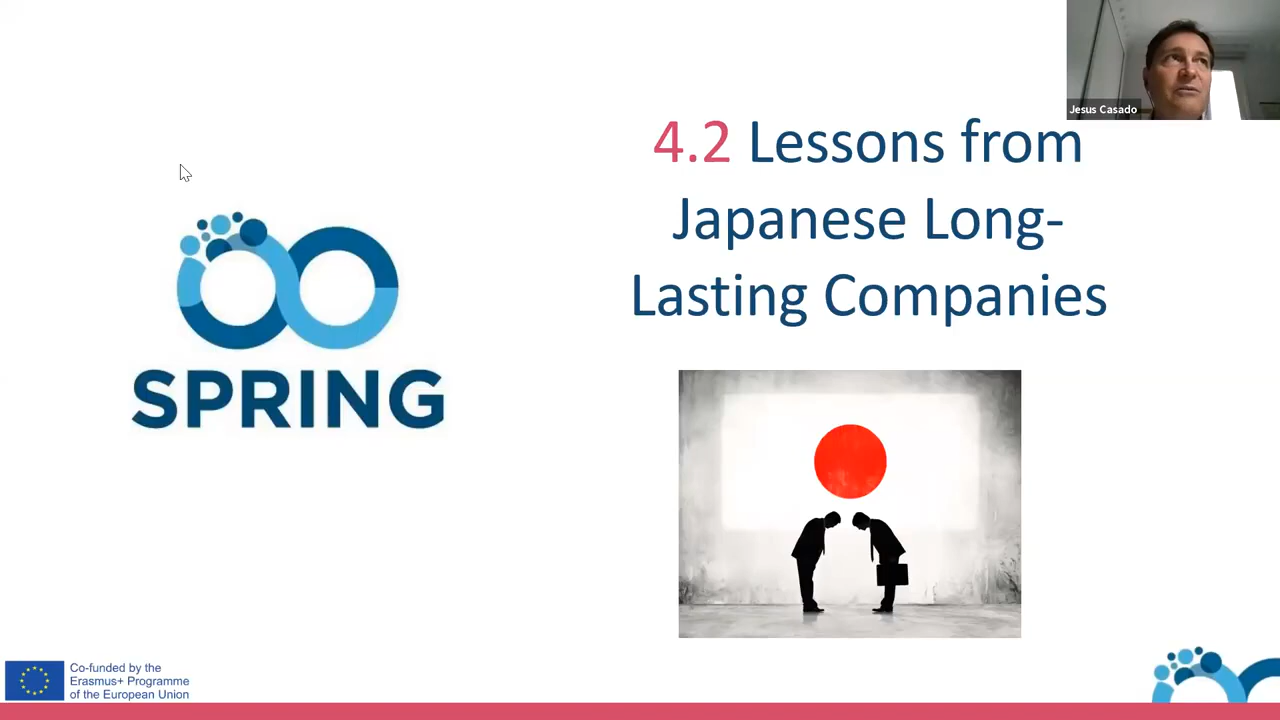 Jesus Casado
4.2 Lessons from
Japanese Long-
Lasting Companies
SPRING
Co-funded by the
Erasmus+ Programme
of the European Union